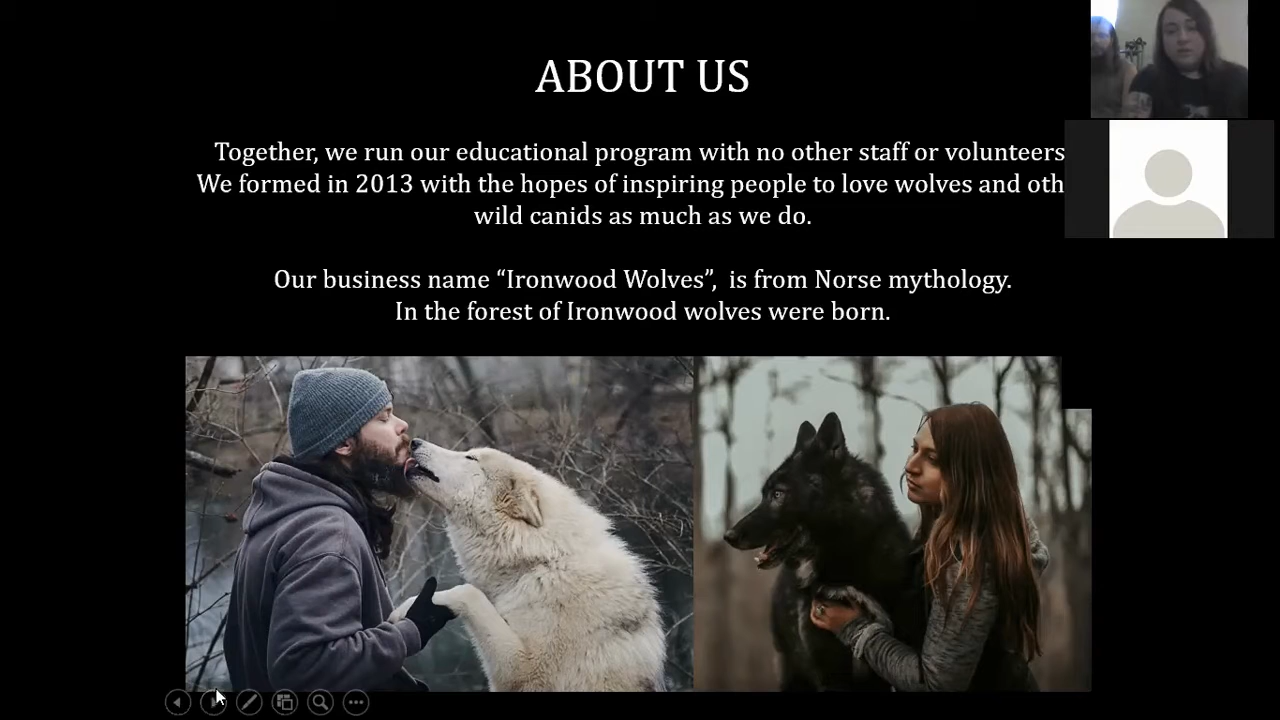 ABOUT US
Together, we run our educational program with no other staff or volunteers
We formed in 2013 with the hopes of inspiring people to love wolves and oth
wild canids as much as we do.
Our business name “Ironwood Wolves”,  is from Norse mythology.
In the forest of Ironwood wolves were born.